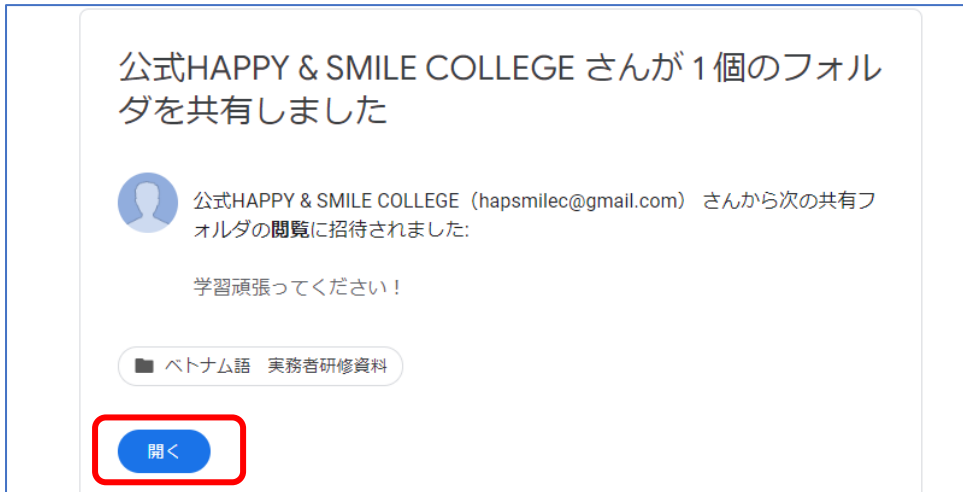 公式HAPPY & SMILE COLLEGE さんが 1 個のフォル
ダを共有しました
公式HAPPY & SMILE COLLEGE（hapsmilec@gmail.com） さんから次の共有フ
ォルダの閲覧に招待されました:
学習頑張ってください！
ベトナム語　実務者研修資料
開く